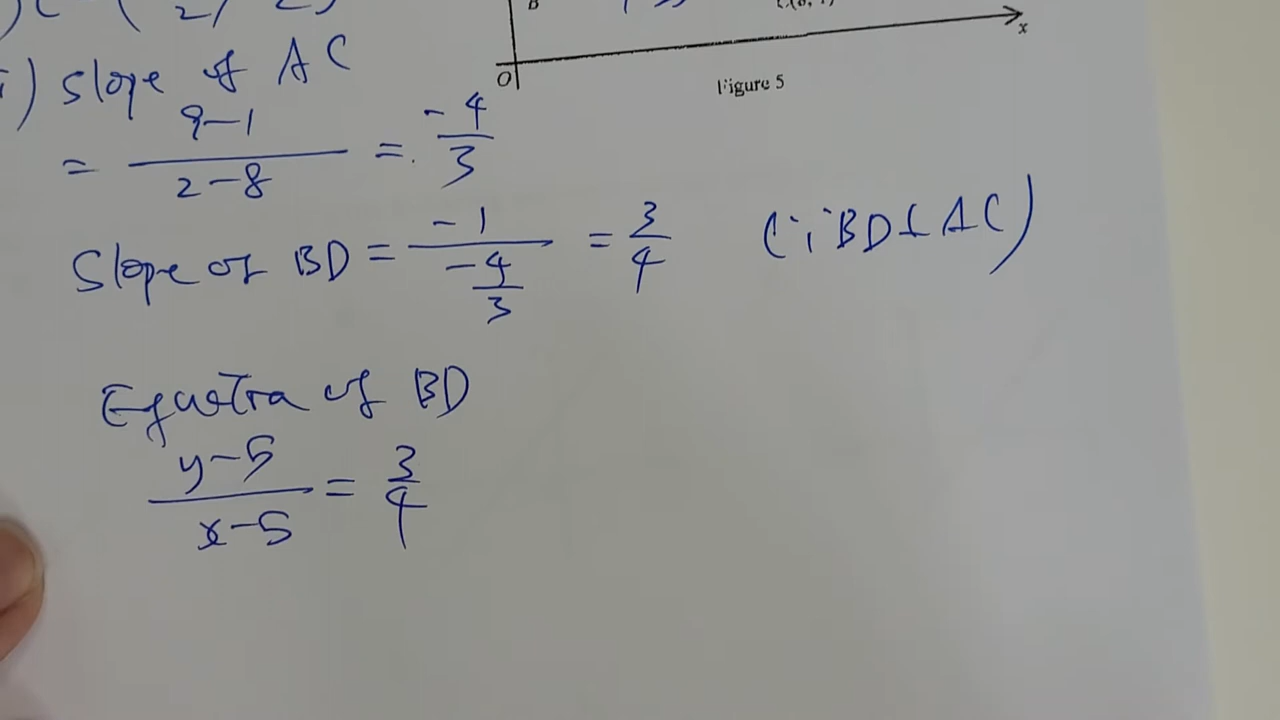 B
x
O
Figure 5
) Slope of AC
= 9-1 / 2-8 = -4/3
Slope of BD = -1 / (-4/3) = 3/4 (∵BD⊥AC)
Equation of BD
y-5 / x-5 = 3/4